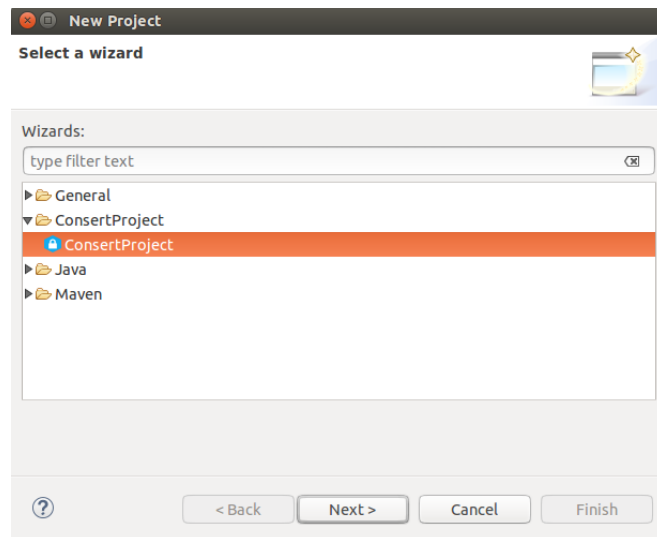 New Project
Select a wizard
Wizards:
type filter text
General
ConsertProject
ConsertProject
Java
Maven
? < Back Next > Cancel Finish